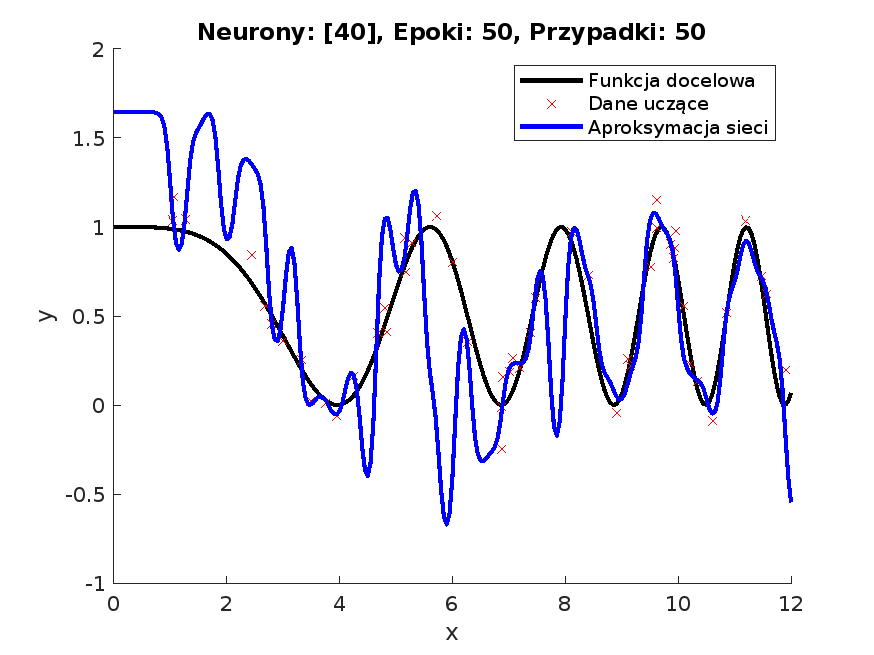 Neurony: [40], Epoki: 50, Przypadki: 50
Funkcja docelowa
Dane uczące
Aproksymacja sieci
2
1.5
1
0.5
0
-0.5
-1
y
0 2 4 6 8 10 12
x